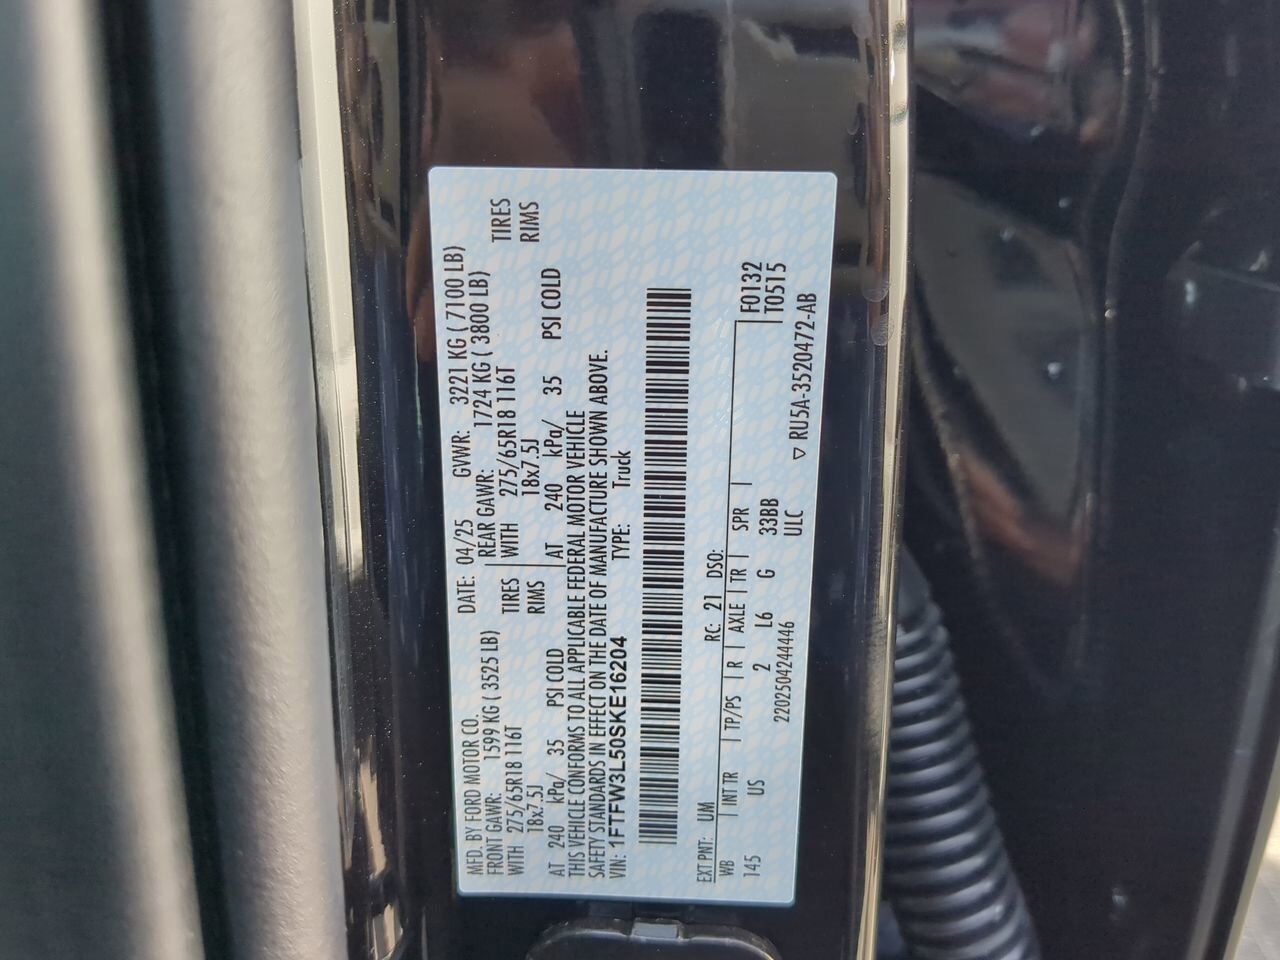 MFD. BY FORD MOTOR CO. DATE: 04/25 GVWR: 3221 KG ( 7100 LB)
FRONT GAWR: 1599 KG ( 3525 LB) REAR GAWR: 1724 KG ( 3800 LB)
WITH 275/65R18 116T TIRES WITH 275/65R18 116T TIRES
18x7.5J RIMS 18x7.5J RIMS
AT 240 kPa/ 35 PSI COLD AT 240 kPa/ 35 PSI COLD
THIS VEHICLE CONFORMS TO ALL APPLICABLE FEDERAL MOTOR VEHICLE
SAFETY STANDARDS IN EFFECT ON THE DATE OF MANUFACTURE SHOWN ABOVE.
VIN: 1FTFW3L50SKE16204 TYPE: Truck
EXT PNT: UM RC: 21 DSO: F0132
WB INT TR TP/PS R AXLE TR SPR T0515
145 US 2 L6 G 33BB
2202504244446 ULC
RU5A-3520472-AB